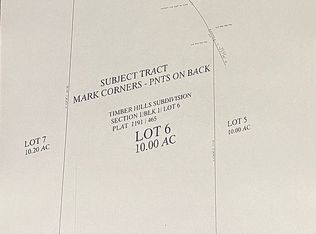 SUBJECT TRACT
MARK CORNERS - PNTS ON BACK
TIMBER HILLS SUBDIVISION
SECTION 1/BLK 1/ LOT 6
PLAT 1191 / 465
LOT 6
10.00 AC
LOT 7
10.20 AC
LOT 5
10.00 AC